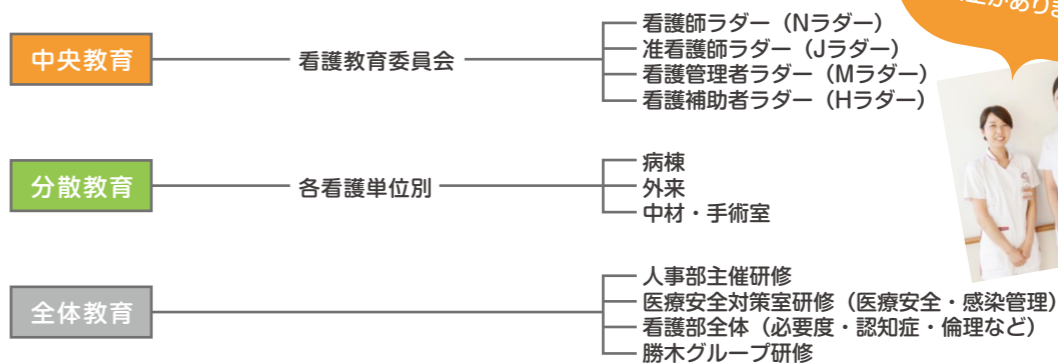 中央教育
看護教育委員会
看護師ラダー（Nラダー）
准看護師ラダー（Jラダー）
看護管理者ラダー（Mラダー）
看護補助者ラダー（Hラダー）
分散教育
各看護単位別
病棟
外来
中材・手術室
全体教育
人事部主催研修
医療安全対策室研修（医療安全・感染管理）
看護部全体（必要度・認知症・倫理など）
勝木グループ研修